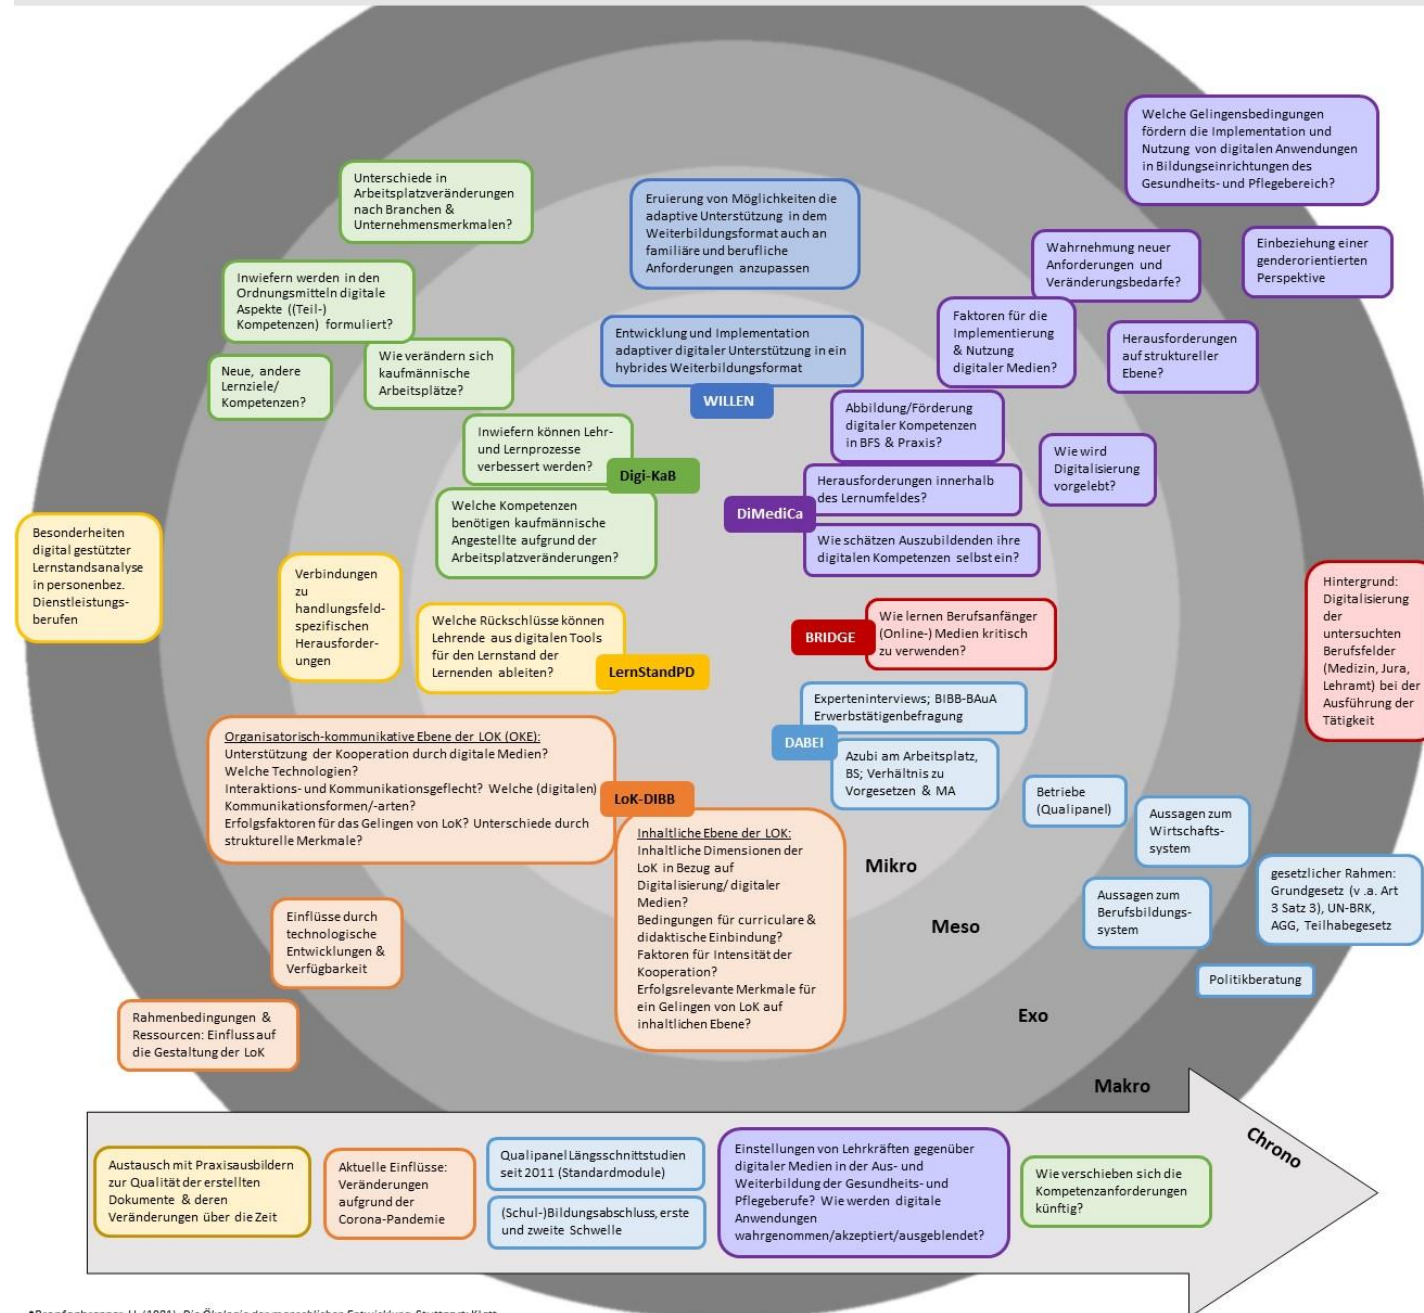 Welche Gelingensbedingungen
fördern die Implementation und
Nutzung von digitalen Anwendungen
in Bildungseinrichtungen des
Gesundheits- und Pflegebereich?
Unterschiede in
Arbeitsplatzveränderungen
nach Branchen &
Unternehmensmerkmalen?
Eruierung von Möglichkeiten die
adaptive Unterstützung in dem
Weiterbildungsformat auch an
familiäre und berufliche
Anforderungen anzupassen
Wahrnehmung neuer
Anforderungen und
Veränderungsbedarfe?
Einbeziehung einer
genderorientierten
Perspektive
Inwiefern werden in den
Ordnungsmitteln digitale
Aspekte ((Teil-)
Kompetenzen) formuliert?
Faktoren für die
Implementierung
& Nutzung
digitaler Medien?
Herausforderungen
auf struktureller
Ebene?
Entwicklung und Implementation
adaptiver digitaler Unterstützung in ein
hybrides Weiterbildungsformat
WILLEN
Neue, andere
Lernziele/
Kompetenzen?
Wie verändern sich
kaufmännische
Arbeitsplätze?
Abbildung/Förderung
digitaler Kompetenzen
in BFS & Praxis?
Inwiefern können Lehr-
und Lernprozesse
verbessert werden?
Digi-KaB
Wie wird
Digitalisierung
vorgelebt?
Herausforderungen innerhalb
des Lernumfeldes?
DiMediCa
Wie schätzen Auszubildenden ihre
digitalen Kompetenzen selbst ein?
Welche Kompetenzen
benötigen kaufmännische
Angestellte aufgrund der
Arbeitsplatzveränderungen?
Besonderheiten
digital gestützter
Lernstandsanalyse
in personenbez.
Dienstleistungs-
berufen
Verbindungen
zu
handlungsfeld-
spezifischen
Herausforder-
ungen
Welche Rückschlüsse können
Lehrende aus digitalen Tools
für den Lernstand der
Lernenden ableiten?
LernStandPD
BRIDGE
Wie lernen Berufsanfänger
(Online-) Medien kritisch
zu verwenden?
Hintergrund:
Digitalisierung
der
untersuchten
Berufsfelder
(Medizin, Jura,
Lehramt) bei der
Ausführung der
Tätigkeit
Experteninterviews; BIBB-BAuA
Erwerbstätigenbefragung
DABEI
Azubi am Arbeitsplatz,
BS; Verhältnis zu
Vorgesetzen & MA
Organisatorisch-kommunikative Ebene der LOK (OKE):
Unterstützung der Kooperation durch digitale Medien?
Welche Technologien?
Interaktions- und Kommunikationsgeflecht? Welche (digitalen)
Kommunikationsformen/-arten?
Erfolgsfaktoren für das Gelingen von LoK? Unterschiede durch
strukturelle Merkmale?
LoK-DIBB
Inhaltliche Ebene der LOK:
Inhaltliche Dimensionen der
LoK in Bezug auf
Digitalisierung/ digitaler
Medien?
Bedingungen für curriculare &
didaktische Einbindung?
Faktoren für Intensität der
Kooperation?
Erfolgsrelevante Merkmale für
ein Gelingen von LoK auf
inhaltlichen Ebene?
Betriebe
(Qualipanel)
Aussagen zum
Wirtschafts-
system
gesetzlicher Rahmen:
Grundgesetz (v .a. Art
3 Satz 3), UN-BRK,
AGG, Teilhabegesetz
Aussagen zum
Berufsbildungs-
system
Politikberatung
Mikro
Meso
Exo
Makro
Einflüsse durch
technologische
Entwicklungen &
Verfügbarkeit
Rahmenbedingungen &
Ressourcen: Einfluss auf
die Gestaltung der LoK
Chrono
Austausch mit Praxisausbildern
zur Qualität der erstellten
Dokumente & deren
Veränderungen über die Zeit
Aktuelle Einflüsse:
Veränderungen
aufgrund der
Corona-Pandemie
Qualipanel Längsschnittstudien
seit 2011 (Standardmodule)
(Schul-)Bildungsabschluss, erste
und zweite Schwelle
Einstellungen von Lehrkräften gegenüber
digitaler Medien in der Aus- und
Weiterbildung der Gesundheits- und
Pflegeberufe? Wie werden digitale
Anwendungen
wahrgenommen/akzeptiert/ausgeblendet?
Wie verschieben sich die
Kompetenzanforderungen
künftig?